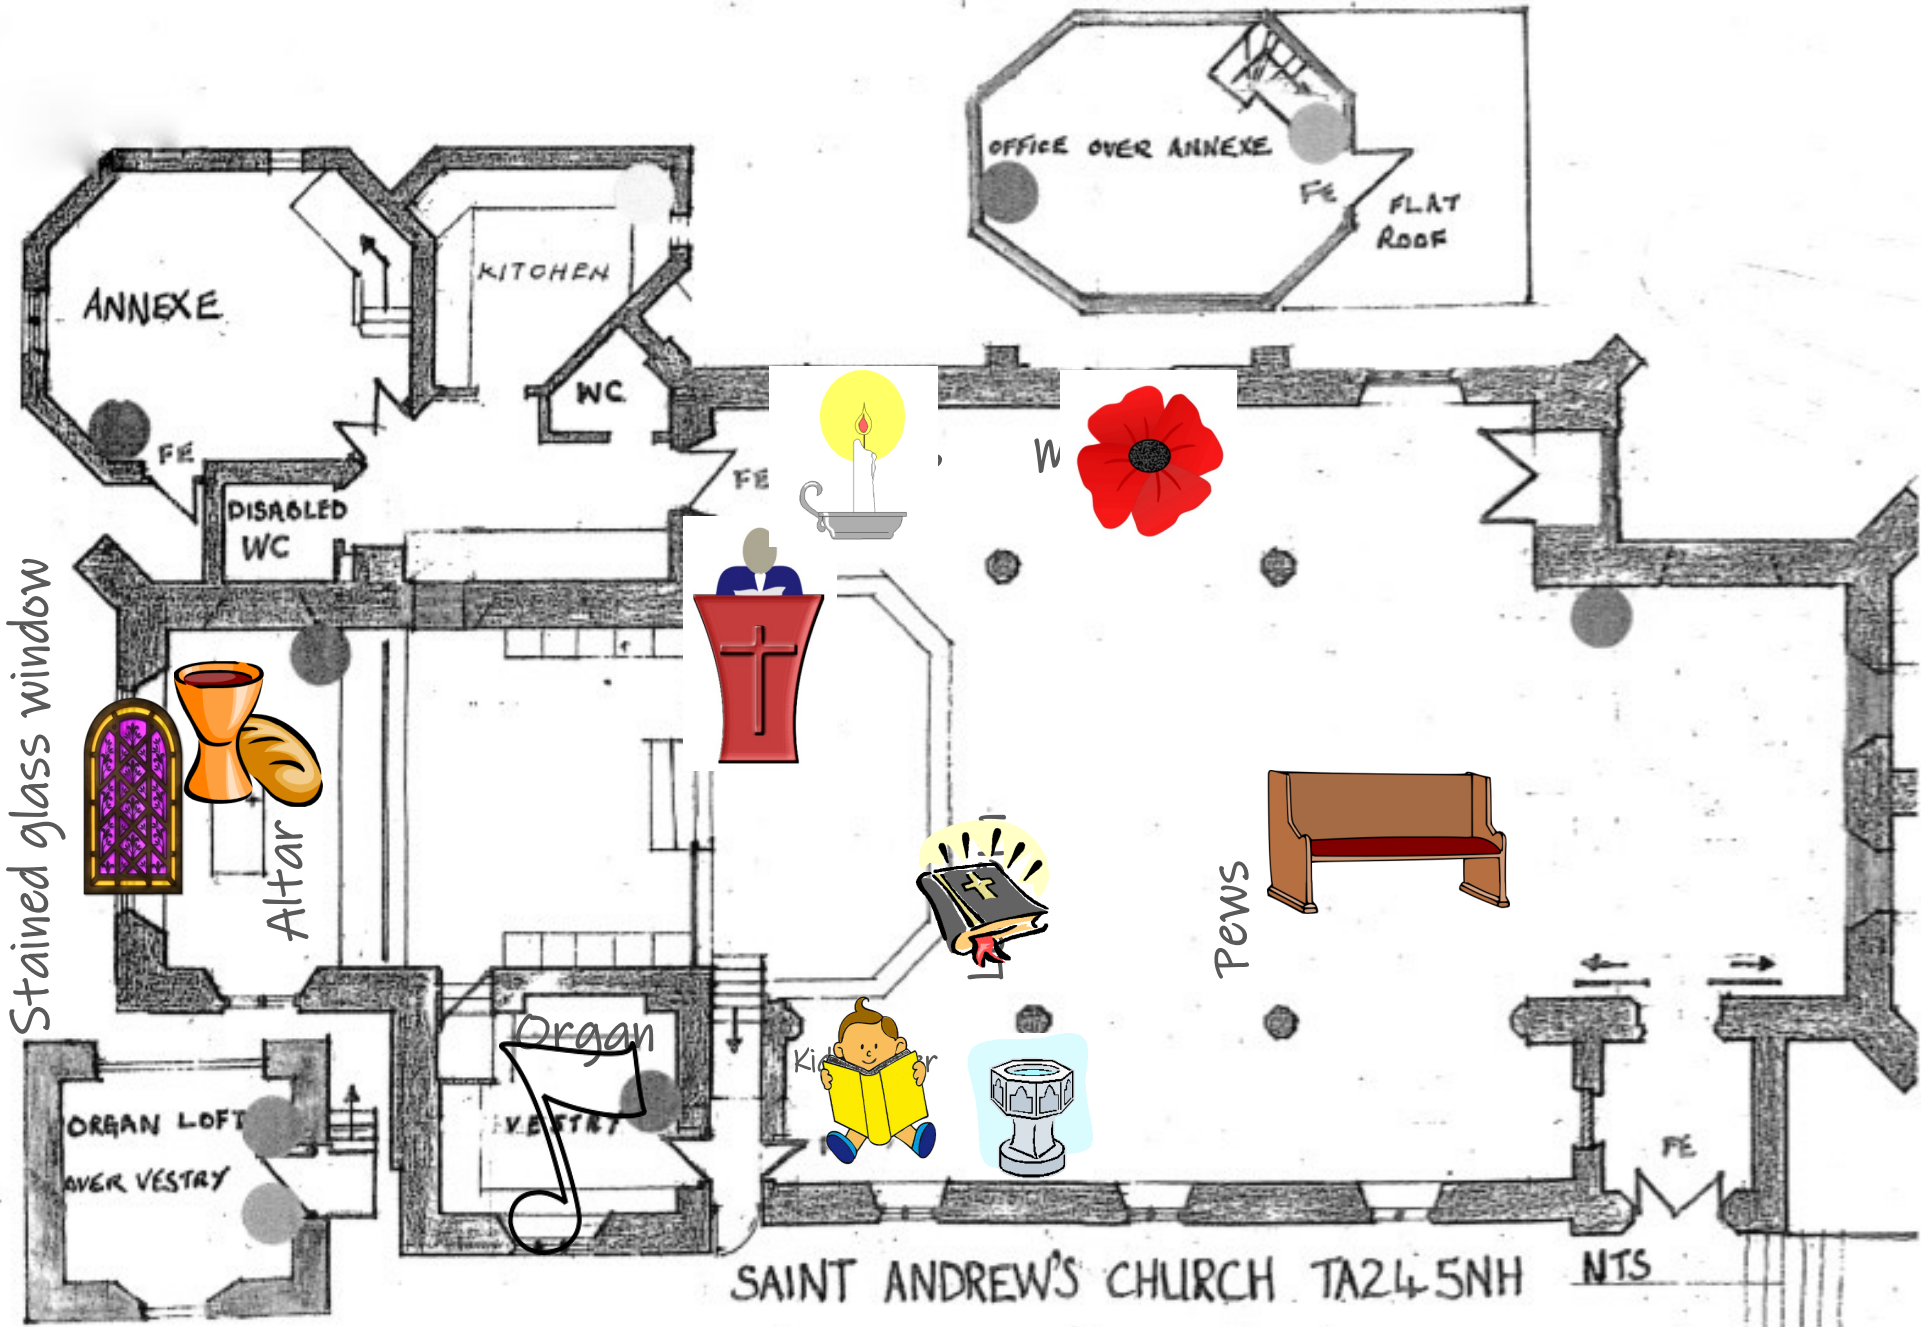 OFFICE OVER ANNEXE
FE
FLAT
ROOF
KITCHEN
ANNEXE
WC
FE
FE
DISABLED
WC
Stained glass window
Altar
Pews
Organ
VESTRY
ORGAN LOFT
OVER VESTRY
FE
SAINT ANDREW'S CHURCH TA24 5NH
NTS